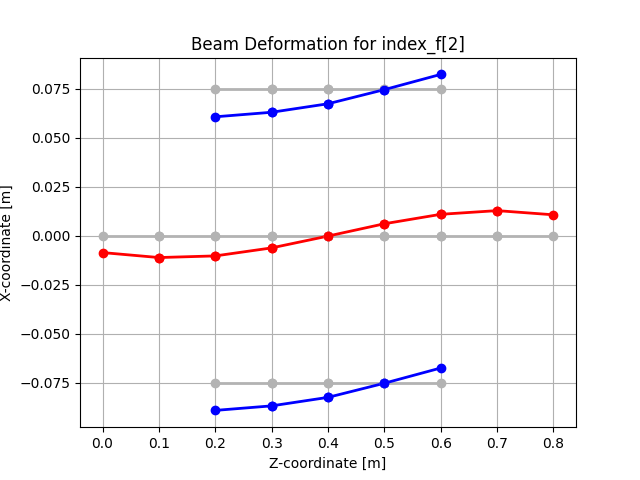 Beam Deformation for index_f[2]
X-coordinate [m]
0.075
0.050
0.025
0.000
−0.025
−0.050
−0.075
0.0 0.1 0.2 0.3 0.4 0.5 0.6 0.7 0.8
Z-coordinate [m]